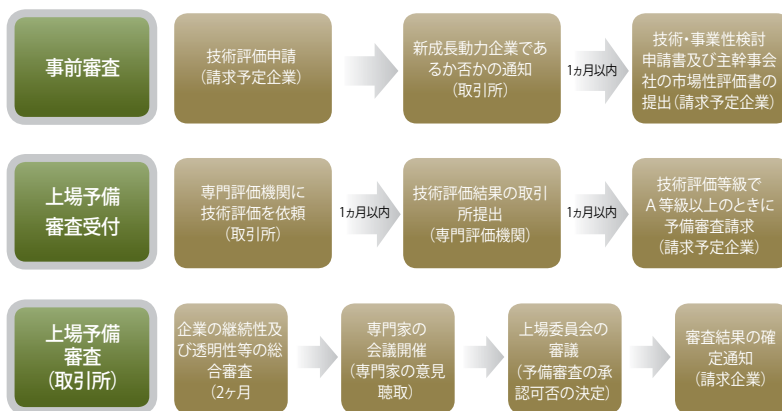 事前審査
技術評価申請
(請求予定企業)
新成長動力企業であ
るか否かの通知
(取引所)
1ヵ月以内
技術・事業性検討
申請書及び主幹事会
社の市場性評価書の
提出(請求予定企業)
上場予備
審査受付
専門評価機関に
技術評価を依頼
(取引所)
1ヵ月以内
技術評価結果の取引
所提出
(専門評価機関)
1ヵ月以内
技術評価等級で
A等級以上のときに
予備審査請求
(請求予定企業)
上場予備
審査
(取引所)
企業の継続性及
び透明性等の総
合審査
(2ヶ月
専門家の
会議開催
(専門家の意見
聴取)
上場委員会の
審議
(予備審査の承
認可否の決定)
審査結果の確
定通知
(請求企業)